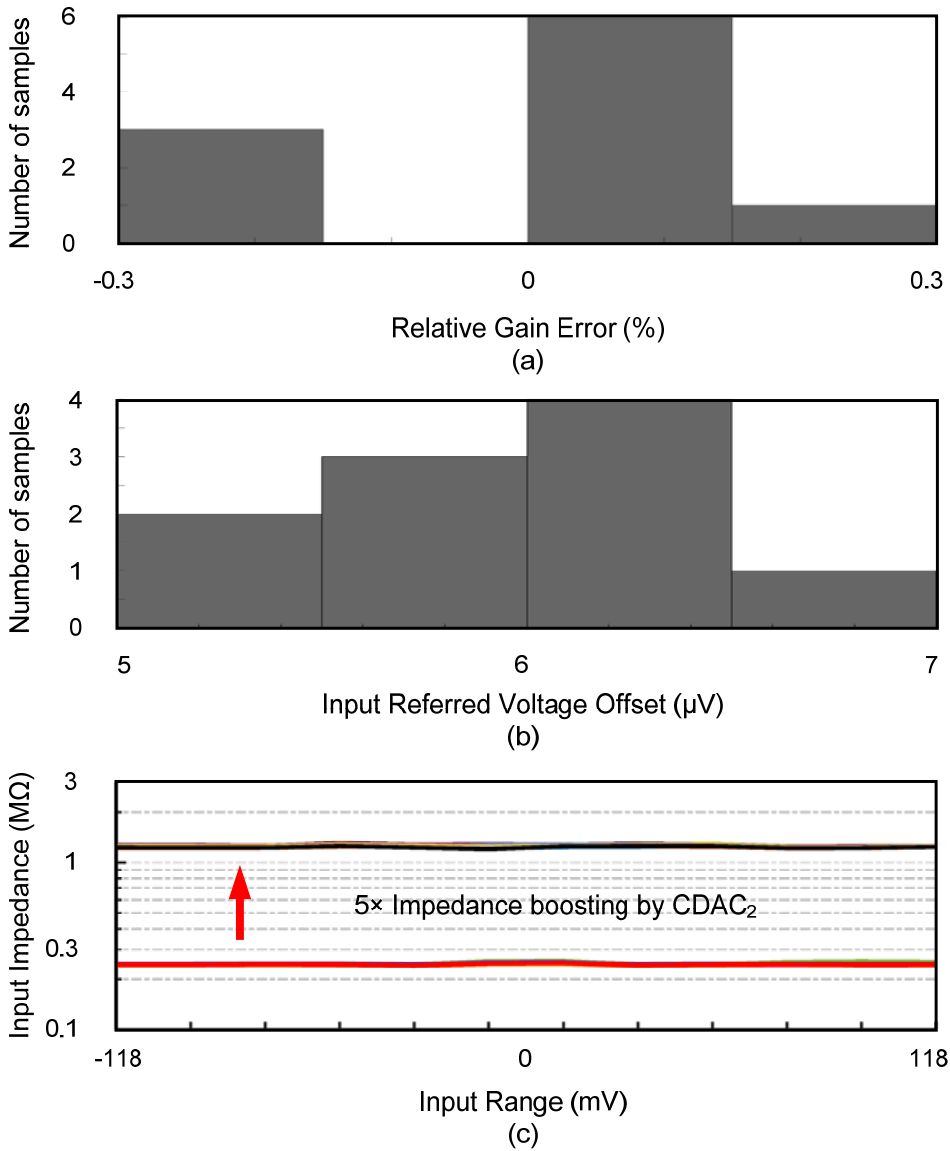 Number of samples
6
4
2
0
-0.3
0
0.3
Relative Gain Error (%)
(a)
Number of samples
4
3
2
1
0
5
6
7
Input Referred Voltage Offset (µV)
(b)
Input Impedance (MΩ)
3
1
0.3
0.1
5× Impedance boosting by CDAC₂
-118
0
118
Input Range (mV)
(c)